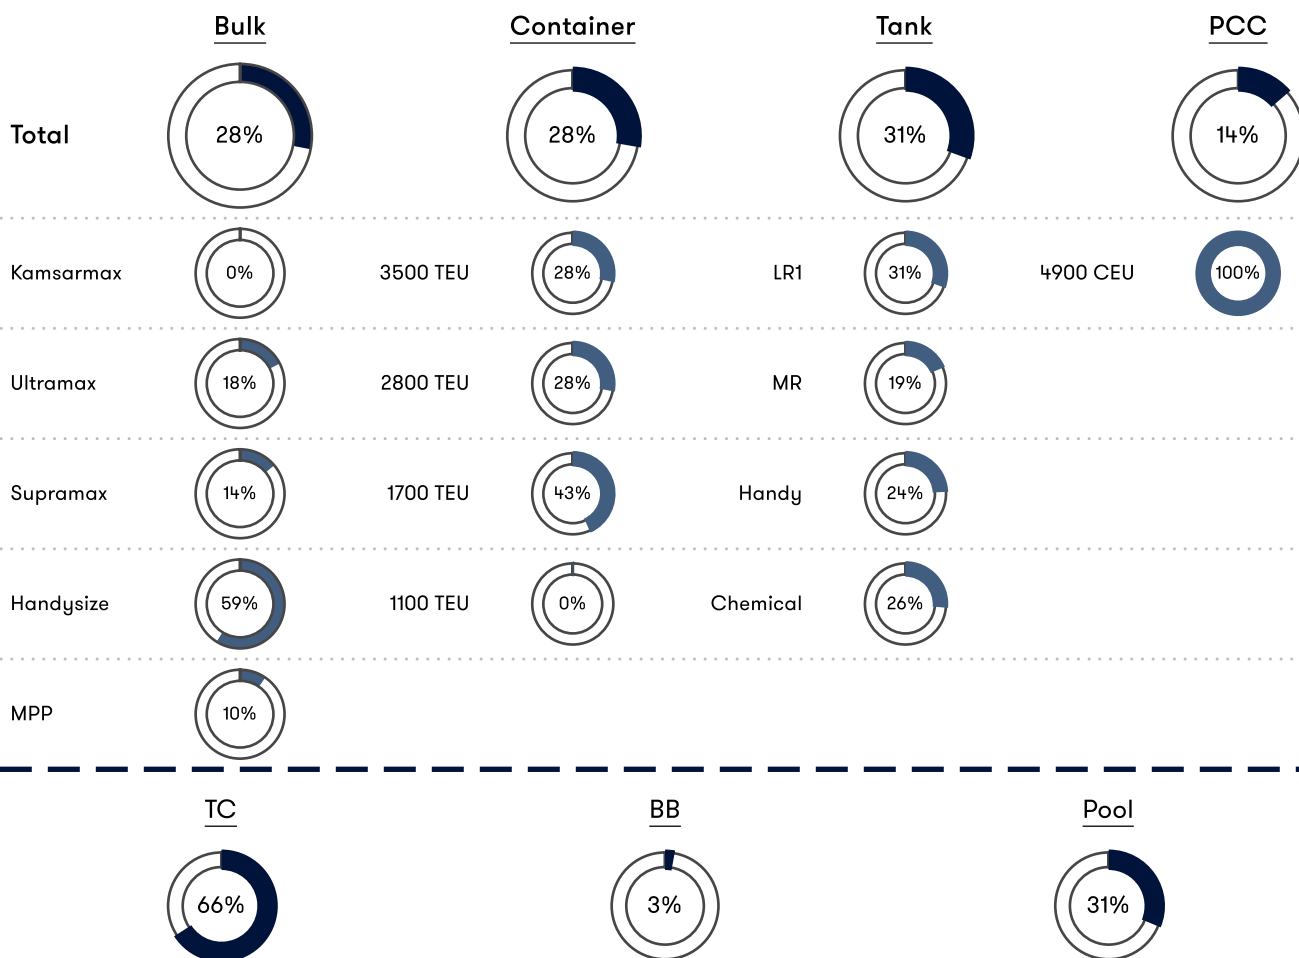 Bulk Container Tank PCC
Total 28% 28% 31% 14%
Kamsarmax 0% 3500 TEU 28% LR1 31% 4900 CEU 100%
Ultramax 18% 2800 TEU 28% MR 19%
Supramax 14% 1700 TEU 43% Handy 24%
Handysize 59% 1100 TEU 0% Chemical 26%
MPP 10%
TC BB Pool
66% 3% 31%